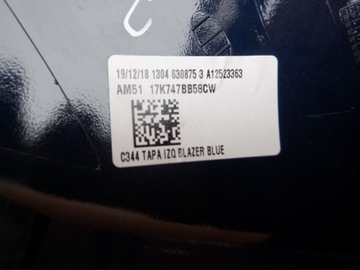 19/12/18 1304 630875 3 A12523363
AM51 17K747BB58CW
C344 TAPA IZQ BLAZER BLUE